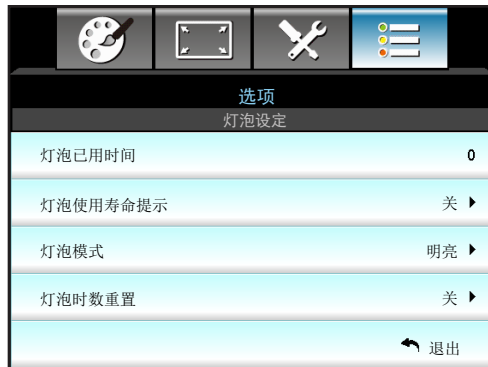 选项
灯泡设定
灯泡已用时间 0
灯泡使用寿命提示 关
灯泡模式 明亮
灯泡时数重置 关
退出